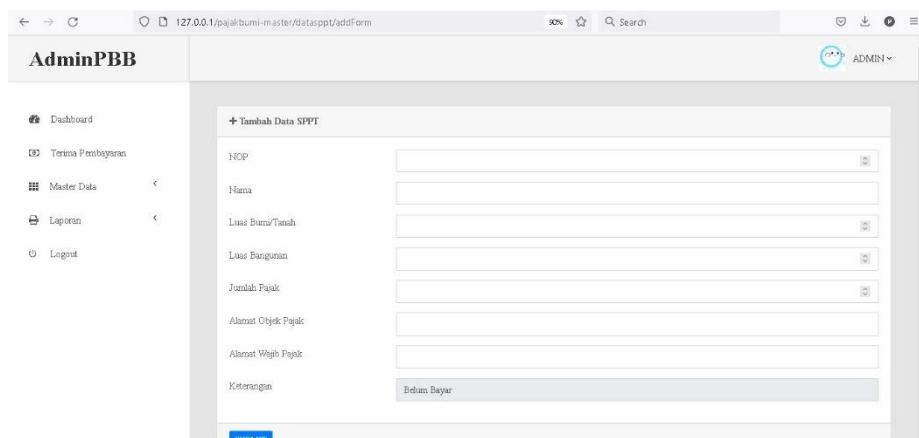 127.0.0.1/pajakbumi-master/datasppt/addForm
90%
Search
AdminPBB
ADMIN
Dashboard
Terima Pembayaran
Master Data
Laporan
Logout
+ Tambah Data SPPT
NOP
Nama
Luas Bumi/Tanah
Luas Bangunan
Jumlah Pajak
Alamat Objek Pajak
Alamat Wajib Pajak
Keterangan
Belum Bayar